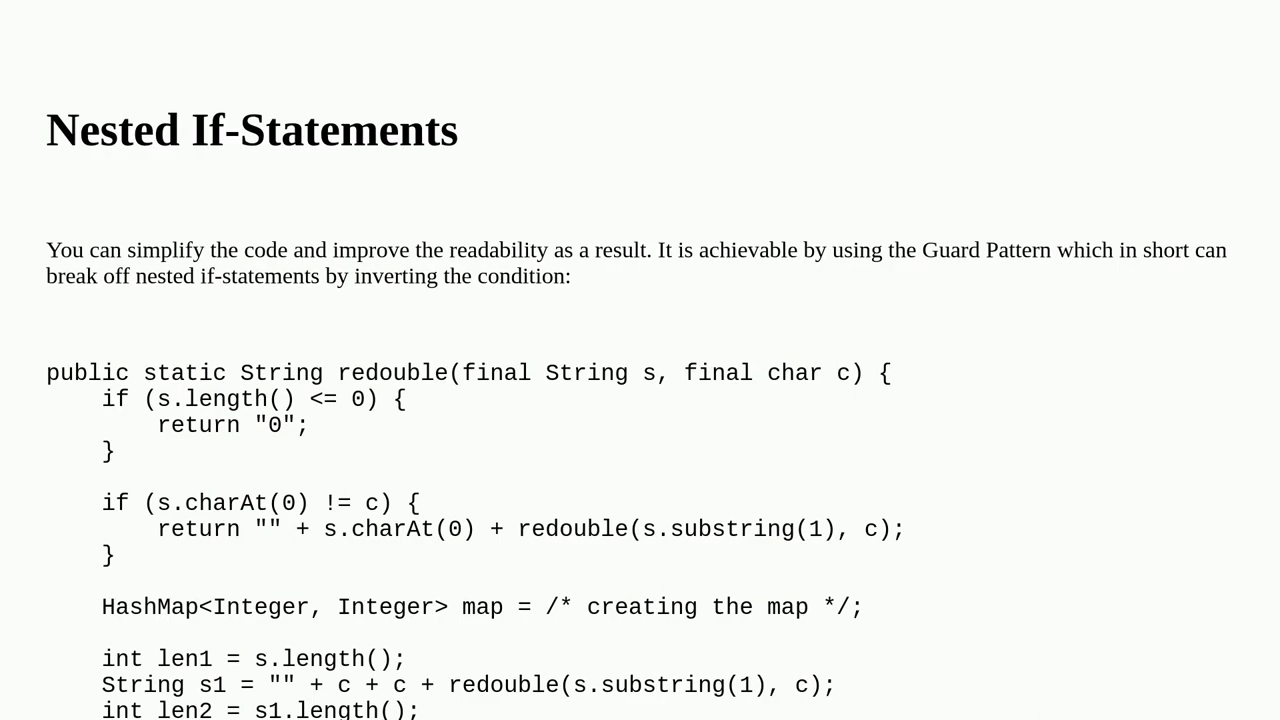 Nested If-Statements
You can simplify the code and improve the readability as a result. It is achievable by using the Guard Pattern which in short can
break off nested if-statements by inverting the condition:
public static String redouble(final String s, final char c) {
    if (s.length() <= 0) {
        return "0";
    }
    if (s.charAt(0) != c) {
        return "" + s.charAt(0) + redouble(s.substring(1), c);
    }
    HashMap<Integer, Integer> map = /* creating the map */;
    int len1 = s.length();
    String s1 = "" + c + c + redouble(s.substring(1), c);
    int len2 = s1.length();